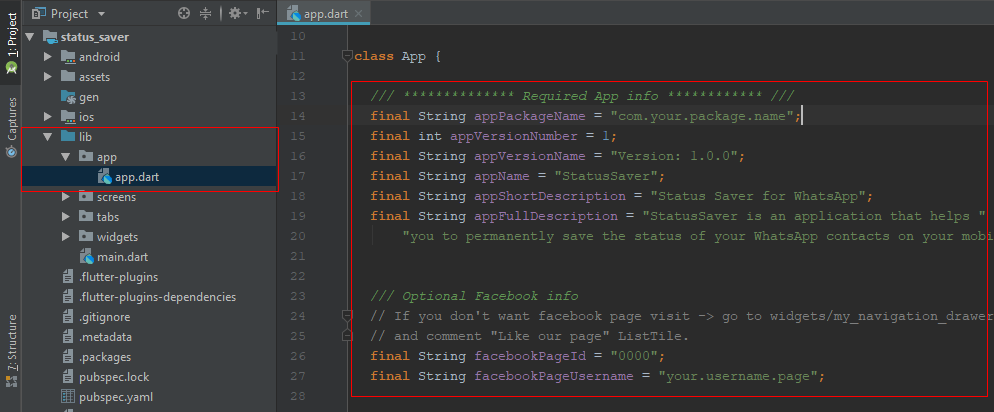 Project
app.dart
1: Project
Captures
7: Structure
status_saver
android
assets
gen
ios
lib
app
app.dart
screens
tabs
widgets
main.dart
.flutter-plugins
.flutter-plugins-dependencies
.gitignore
.metadata
.packages
pubspec.lock
pubspec.yaml
10
11 class App {
12
13 /// ************** Required App info ************ ///
14 final String appPackageName = "com.your.package.name";
15 final int appVersionNumber = 1;
16 final String appVersionName = "Version: 1.0.0";
17 final String appName = "StatusSaver";
18 final String appShortDescription = "Status Saver for WhatsApp";
19 final String appFullDescription = "StatusSaver is an application that helps "
20 "you to permanently save the status of your WhatsApp contacts on your mobi
21
22
23 /// Optional Facebook info
24 // If you don't want facebook page visit -> go to widgets/my_navigation_drawer
25 // and comment "Like our page" ListTile.
26 final String facebookPageId = "0000";
27 final String facebookPageUsername = "your.username.page";
28